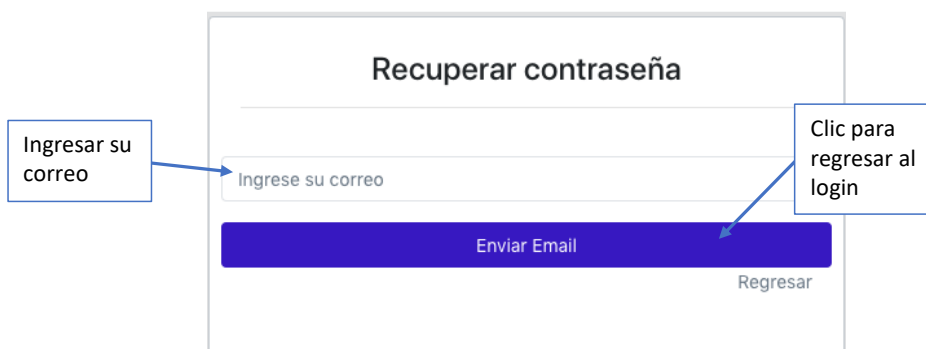 Recuperar contraseña
Ingresar su
correo
Clic para
regresar al
login
Ingrese su correo
Enviar Email
Regresar